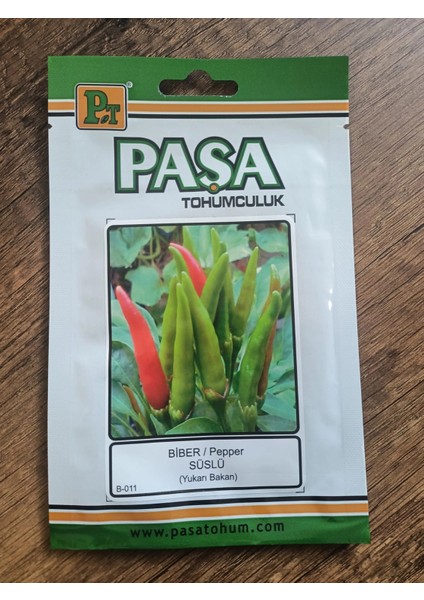 PT
®
PAŞA
TOHUMCULUK
BİBER / Pepper
SÜSLÜ
(Yukarı Bakan)
B-011
www.pasatohum.com